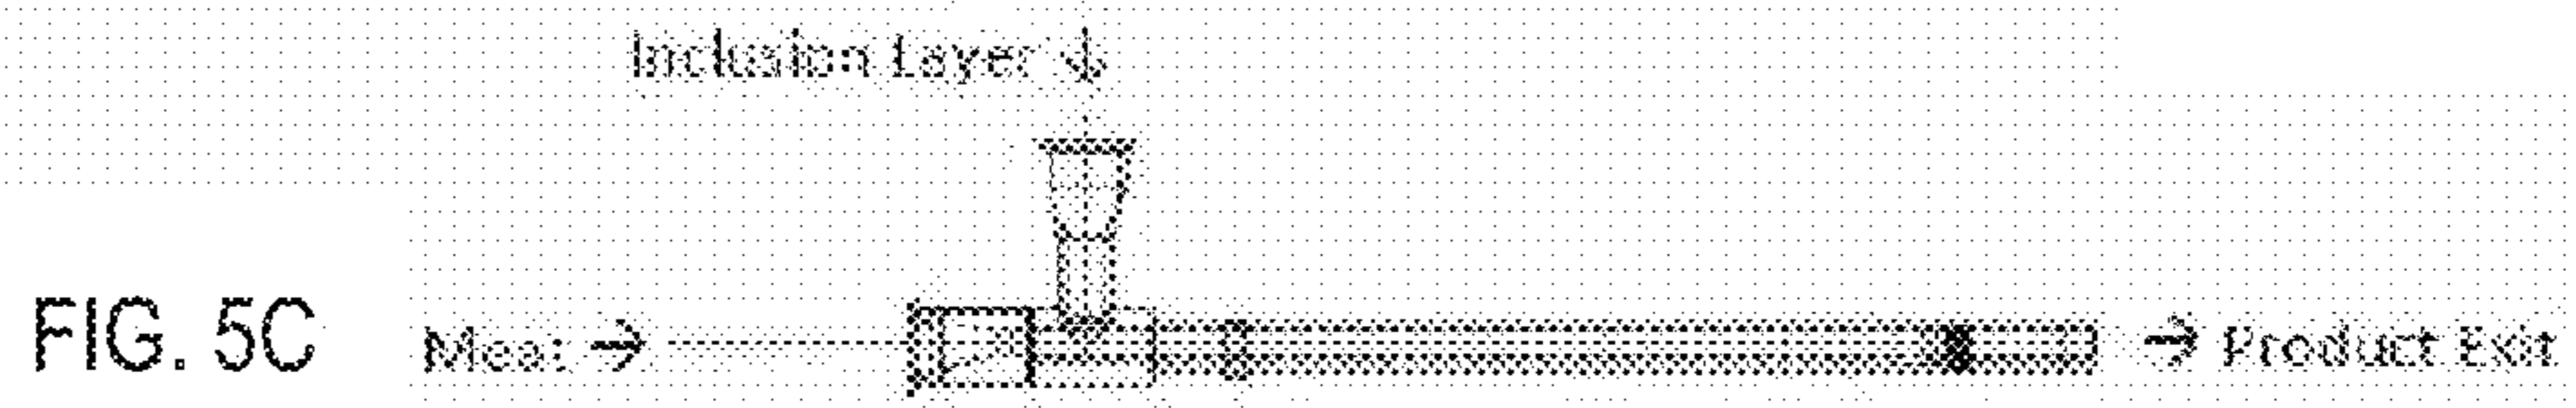 Inclusion Layer ↓
FIG. 5C
Meat →
→ Product Exit